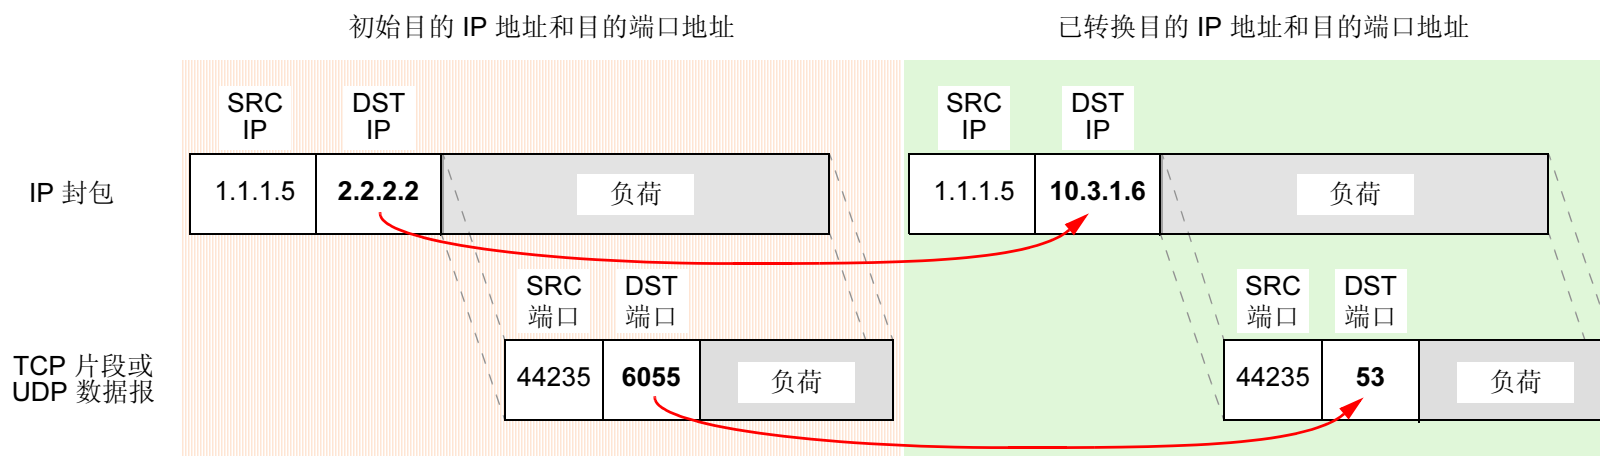 初始目的 IP 地址和目的端口地址
已转换目的 IP 地址和目的端口地址
SRC
IP
DST
IP
SRC
IP
DST
IP
IP 封包
1.1.1.5
2.2.2.2
负荷
1.1.1.5
10.3.1.6
负荷
SRC
端口
DST
端口
SRC
端口
DST
端口
TCP 片段或
UDP 数据报
44235
6055
负荷
44235
53
负荷